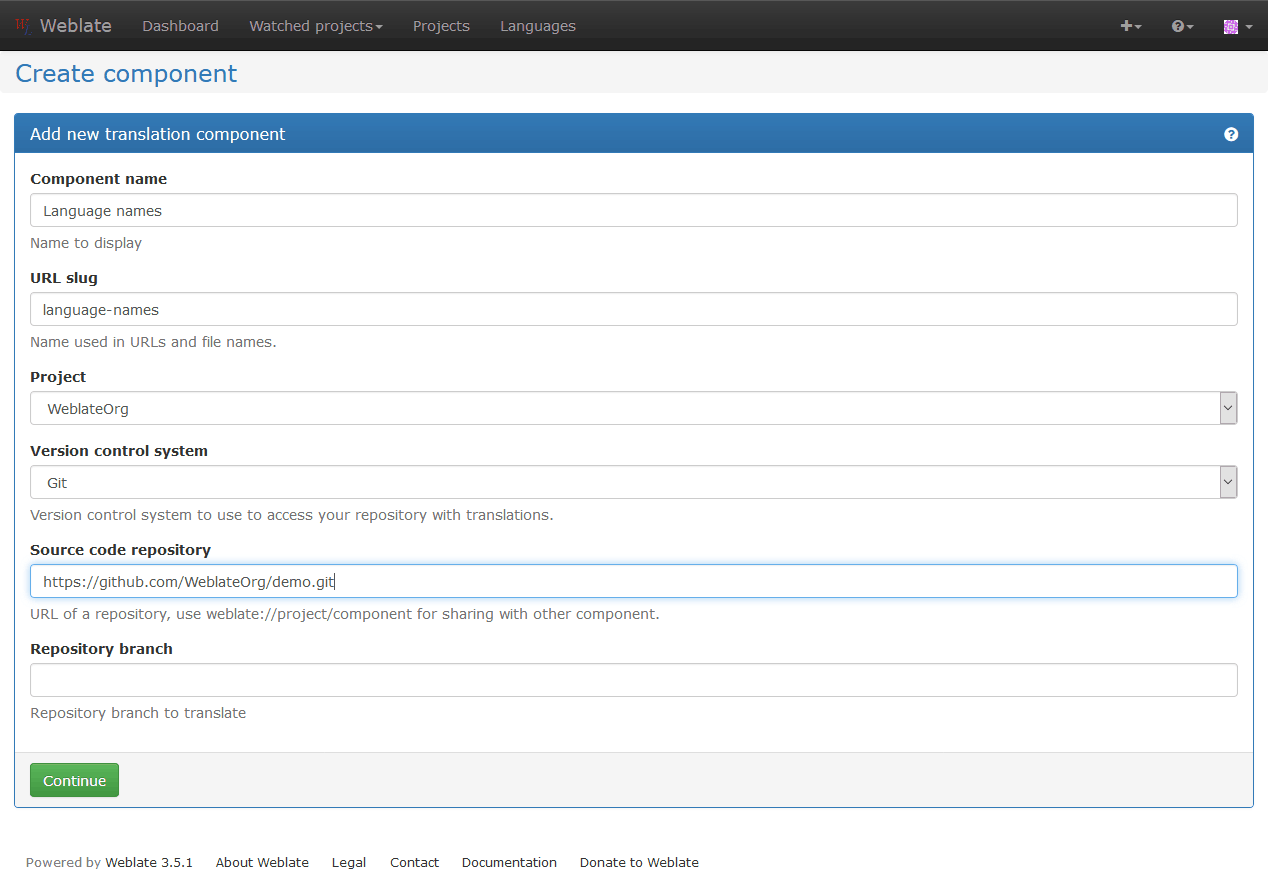 Weblate Dashboard Watched projects Projects Languages
Create component
Add new translation component
Component name
Language names
Name to display
URL slug
language-names
Name used in URLs and file names.
Project
WeblateOrg
Version control system
Git
Version control system to use to access your repository with translations.
Source code repository
https://github.com/WeblateOrg/demo.git
URL of a repository, use weblate://project/component for sharing with other component.
Repository branch
Repository branch to translate
Continue
Powered by Weblate 3.5.1 About Weblate Legal Contact Documentation Donate to Weblate